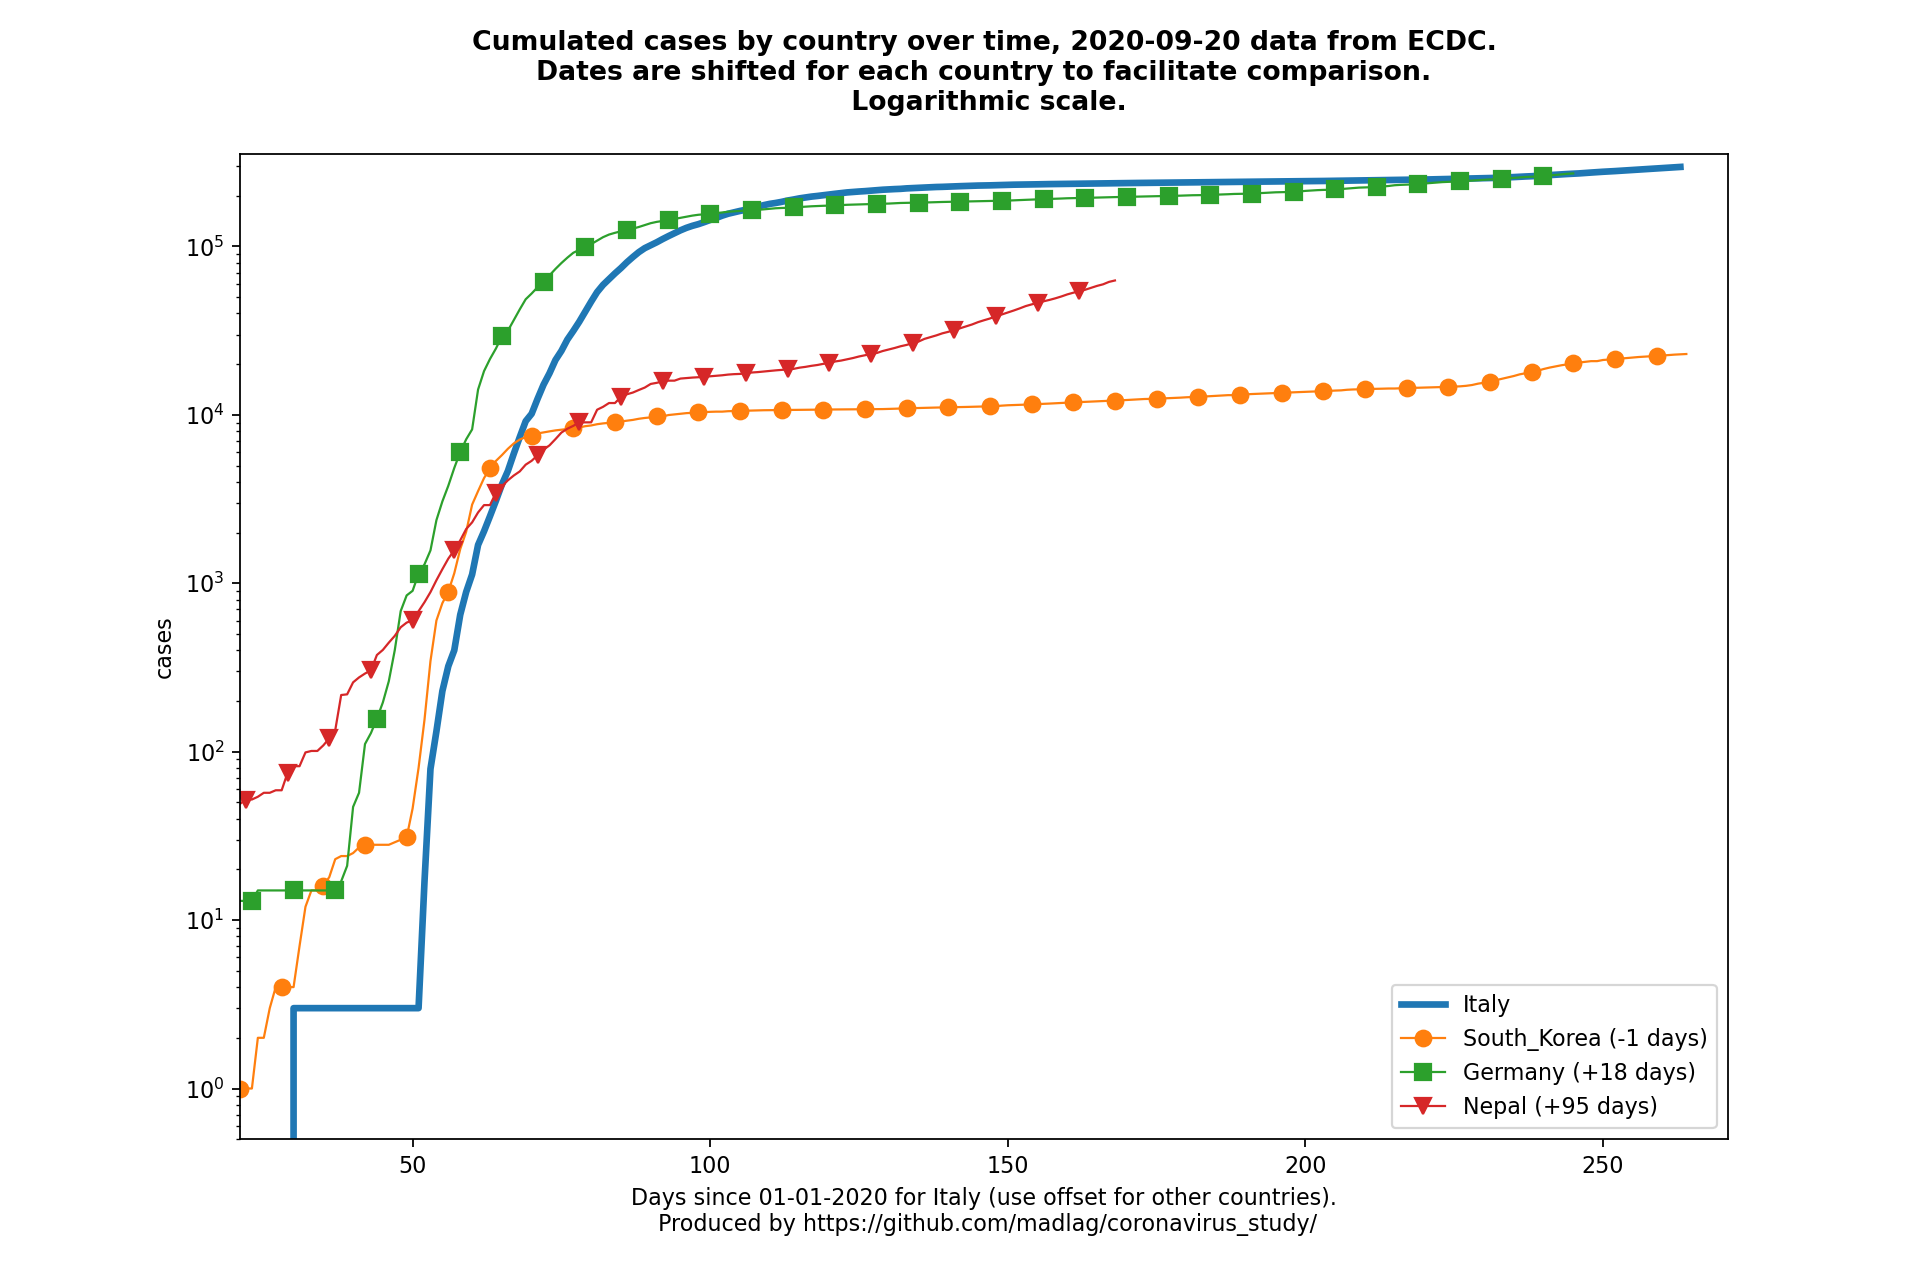 Cumulated cases by country over time, 2020-09-20 data from ECDC.
Dates are shifted for each country to facilitate comparison.
Logarithmic scale.
10^5
10^4
10^3
10^2
10^1
10^0
cases
Italy
South_Korea (-1 days)
Germany (+18 days)
Nepal (+95 days)
50 100 150 200 250
Days since 01-01-2020 for Italy (use offset for other countries).
Produced by https://github.com/madlag/coronavirus_study/